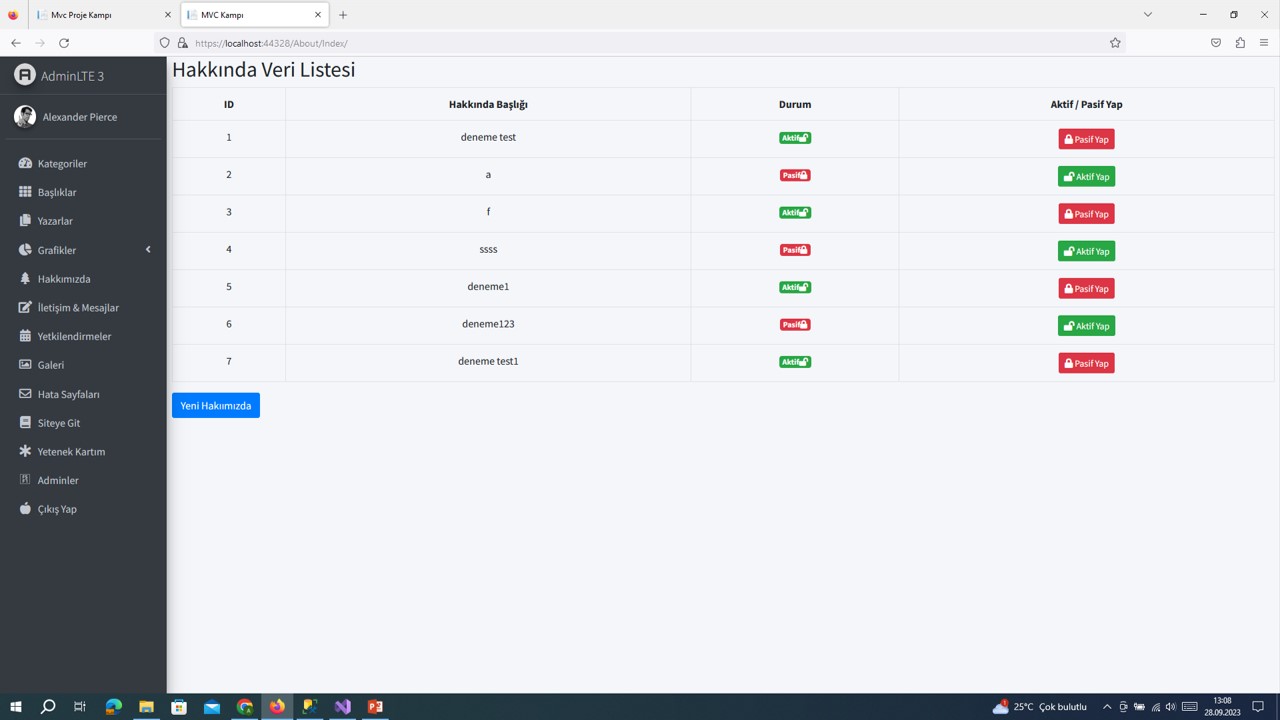 Mvc Proje Kampı
MVC Kampı
https://localhost:44328/About/Index/
AdminLTE 3
Alexander Pierce
Kategoriler
Başlıklar
Yazarlar
Grafikler
Hakkımızda
İletişim & Mesajlar
Yetkilendirmeler
Galeri
Hata Sayfaları
Siteye Git
Yetenek Kartım
Adminler
Çıkış Yap
Hakkında Veri Listesi
ID Hakkında Başlığı Durum Aktif / Pasif Yap
1 deneme test Aktif Pasif Yap
2 a Pasif Aktif Yap
3 f Aktif Pasif Yap
4 ssss Pasif Aktif Yap
5 deneme1 Aktif Pasif Yap
6 deneme123 Pasif Aktif Yap
7 deneme test1 Aktif Pasif Yap
Yeni Hakıımızda
25°C Çok bulutlu
13:08
28.09.2023